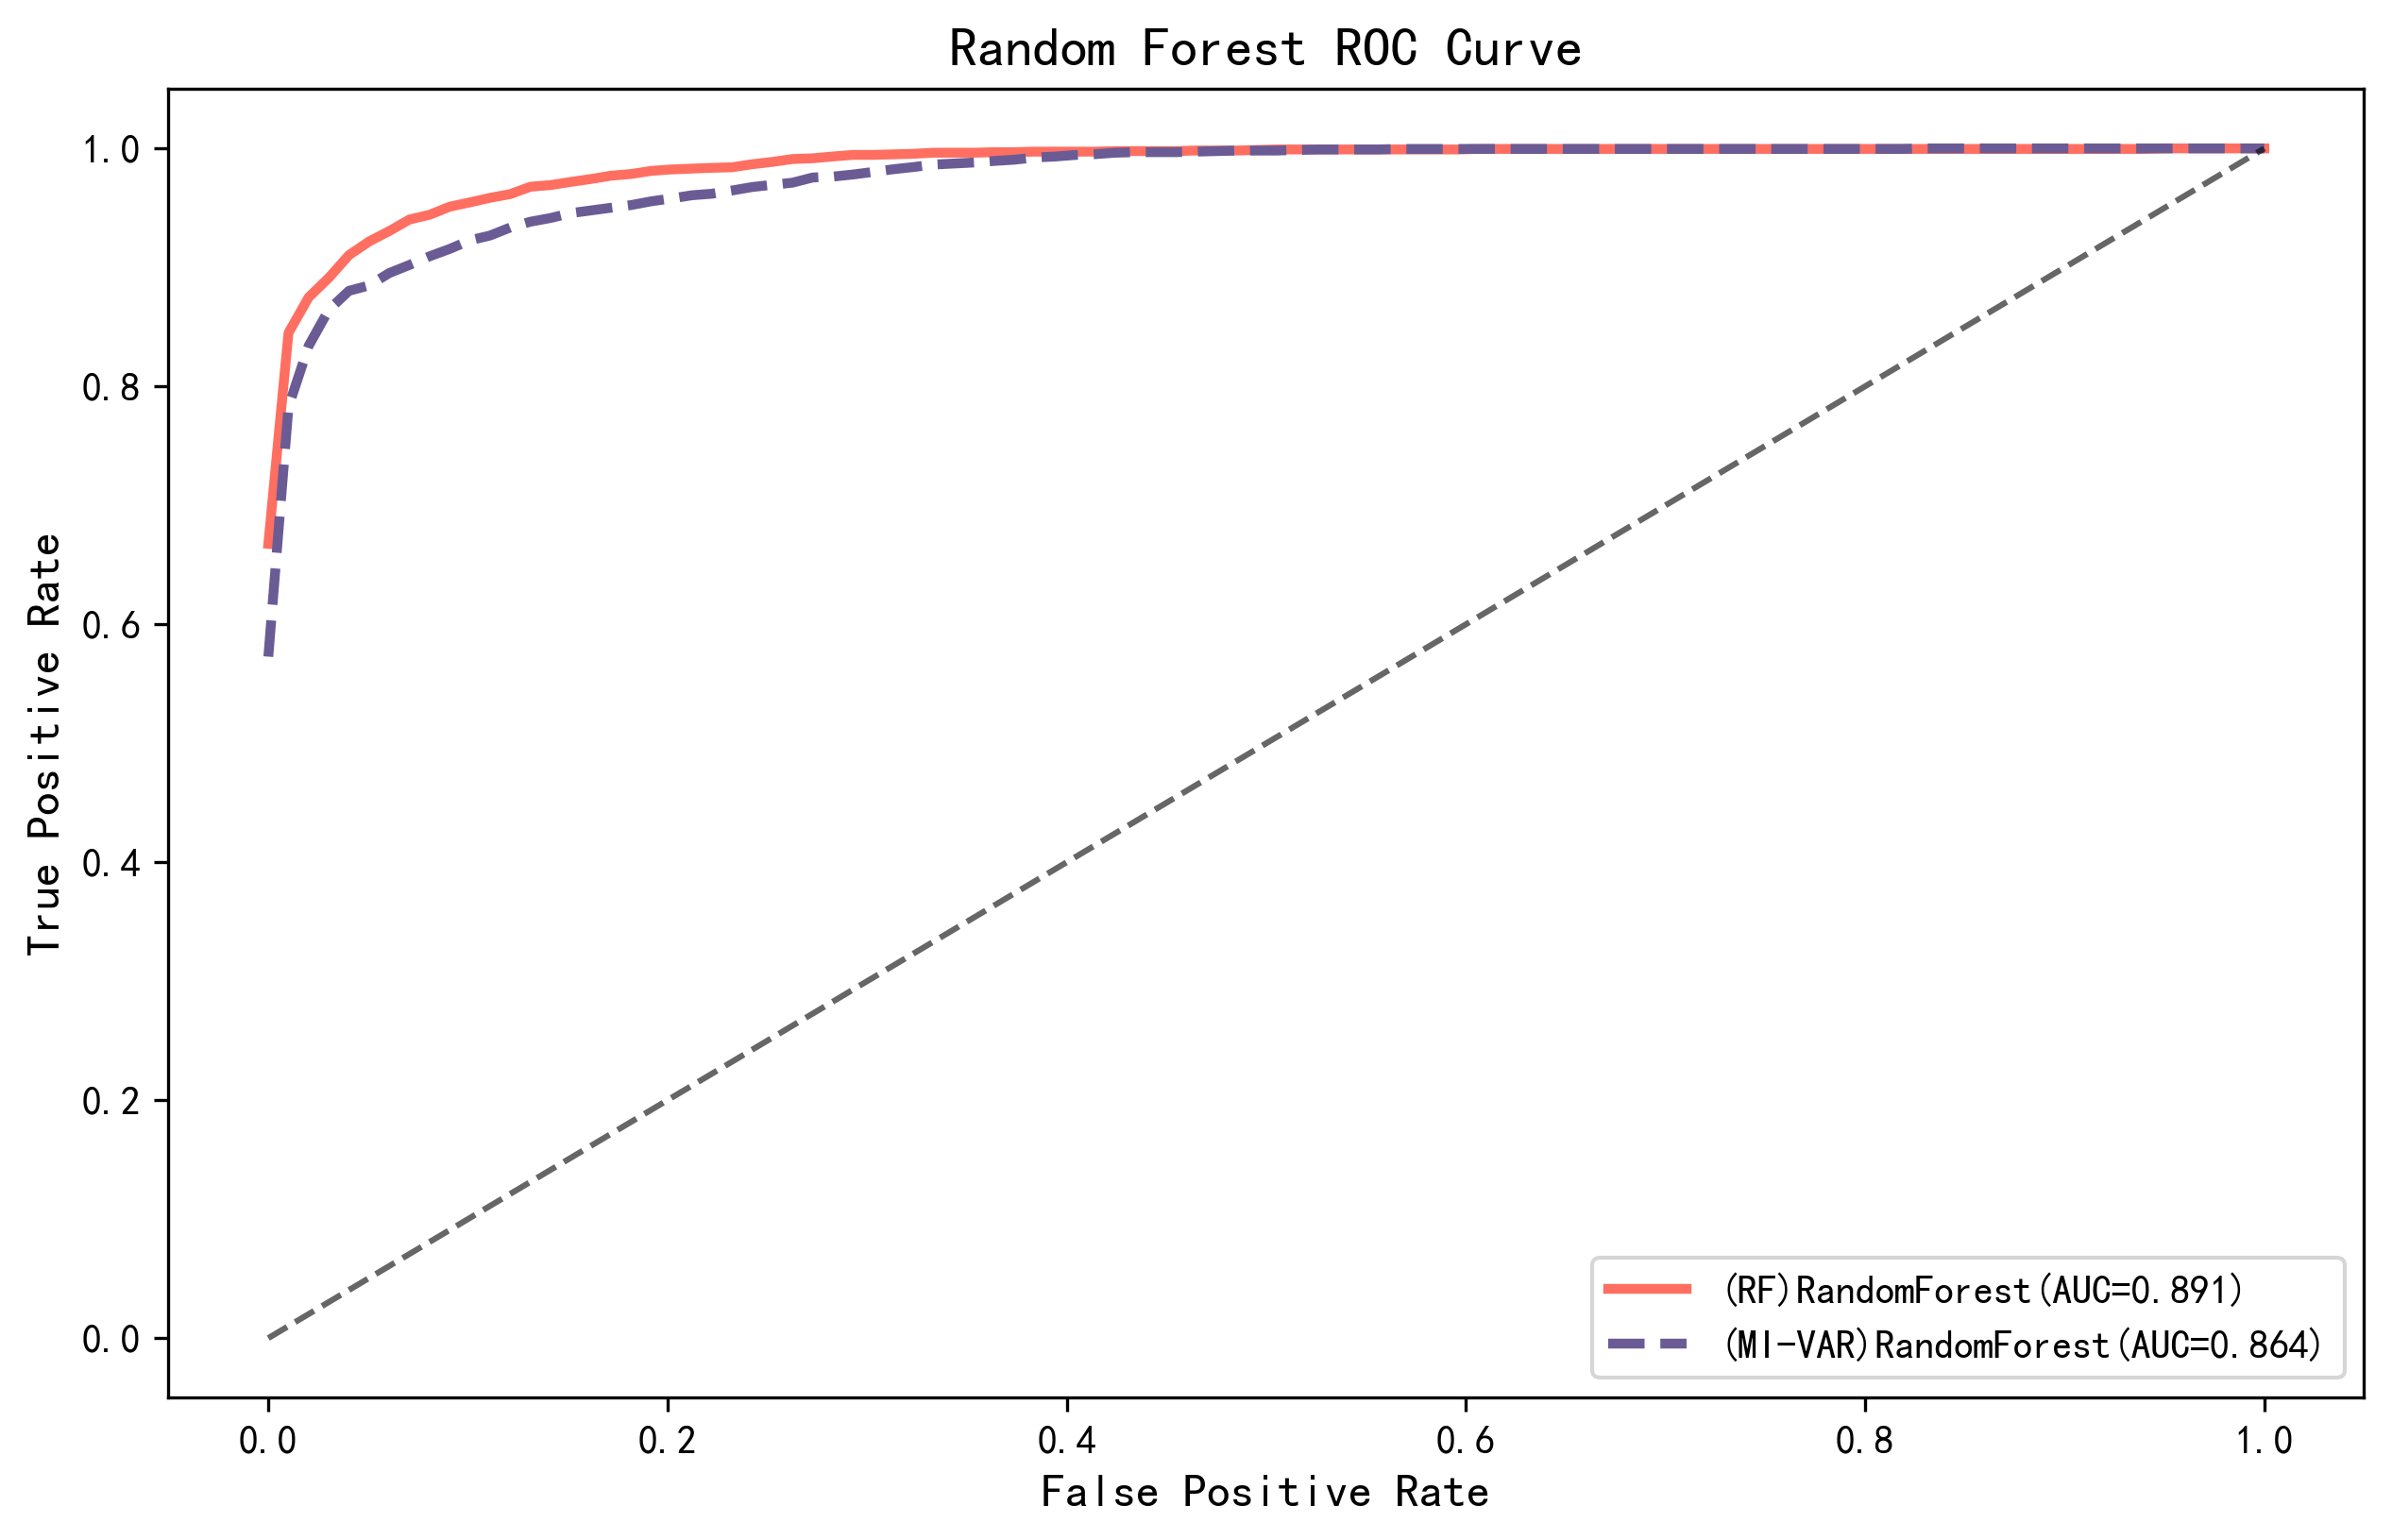 Random Forest ROC Curve
True Positive Rate
1.0
0.8
0.6
0.4
0.2
0.0
0.0 0.2 0.4 0.6 0.8 1.0
False Positive Rate
(RF)RandomForest(AUC=0.891)
(MI-VAR)RandomForest(AUC=0.864)